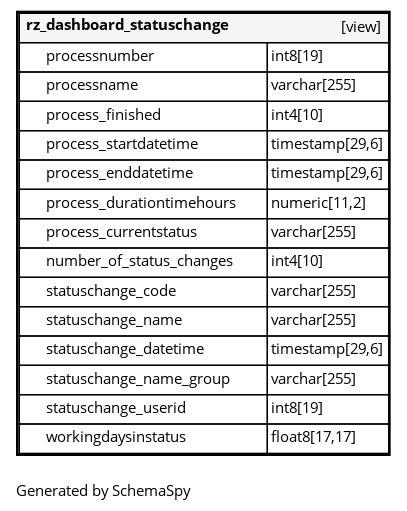 rz_dashboard_statuschange [view]
processnumber int8[19]
processname varchar[255]
process_finished int4[10]
process_startdatetime timestamp[29,6]
process_enddatetime timestamp[29,6]
process_durationtimehours numeric[11,2]
process_currentstatus varchar[255]
number_of_status_changes int4[10]
statuschange_code varchar[255]
statuschange_name varchar[255]
statuschange_datetime timestamp[29,6]
statuschange_name_group varchar[255]
statuschange_userid int8[19]
workingdaysinstatus float8[17,17]
Generated by SchemaSpy